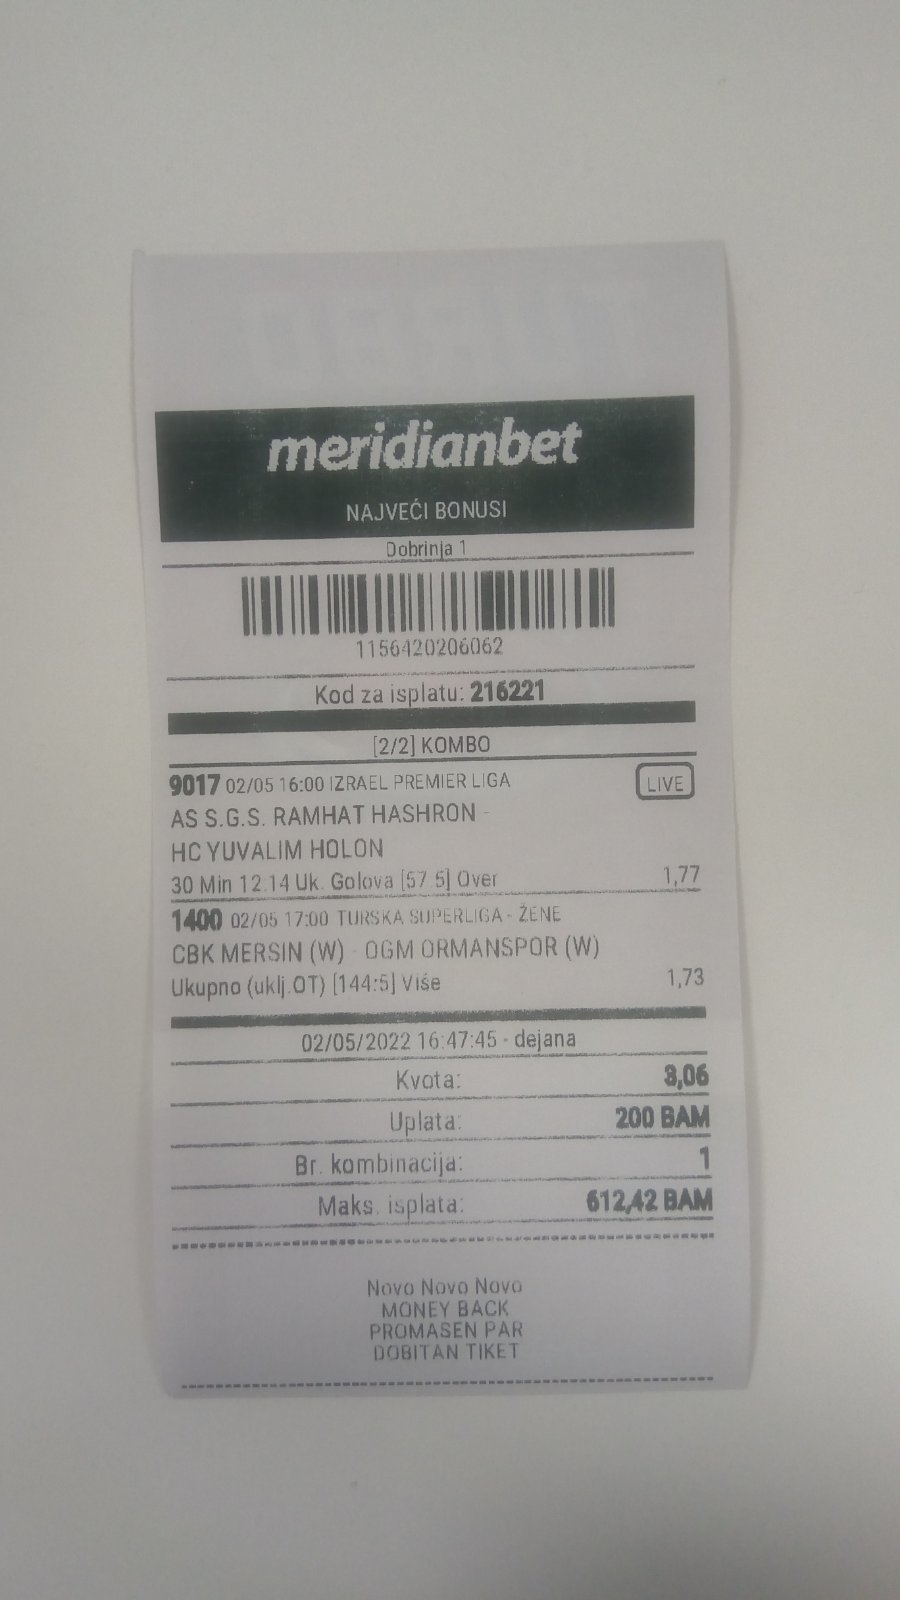 meridianbet
NAJVEĆI BONUSI
Dobrinja 1
1156420206062
Kod za isplatu: 216221
[2/2] KOMBO
9017 02/05 16:00 IZRAEL PREMIER LIGA LIVE
AS S.G.S. RAMHAT HASHRON -
HC YUVALIM HOLON
30 Min 12.14 Uk. Golova [57.5] Over 1,77
1400 02/05 17:00 TURSKA SUPERLIGA - ŽENE
CBK MERSIN (W) - OGM ORMANSPOR (W)
Ukupno (uklj.OT) [144.5] Više 1,73
02/05/2022 16:47:45 - dejana
Kvota: 3,06
Uplata: 200 BAM
Br. kombinacija: 1
Maks. isplata: 612,42 BAM
Novo Novo Novo
MONEY BACK
PROMASEN PAR
DOBITAN TIKET